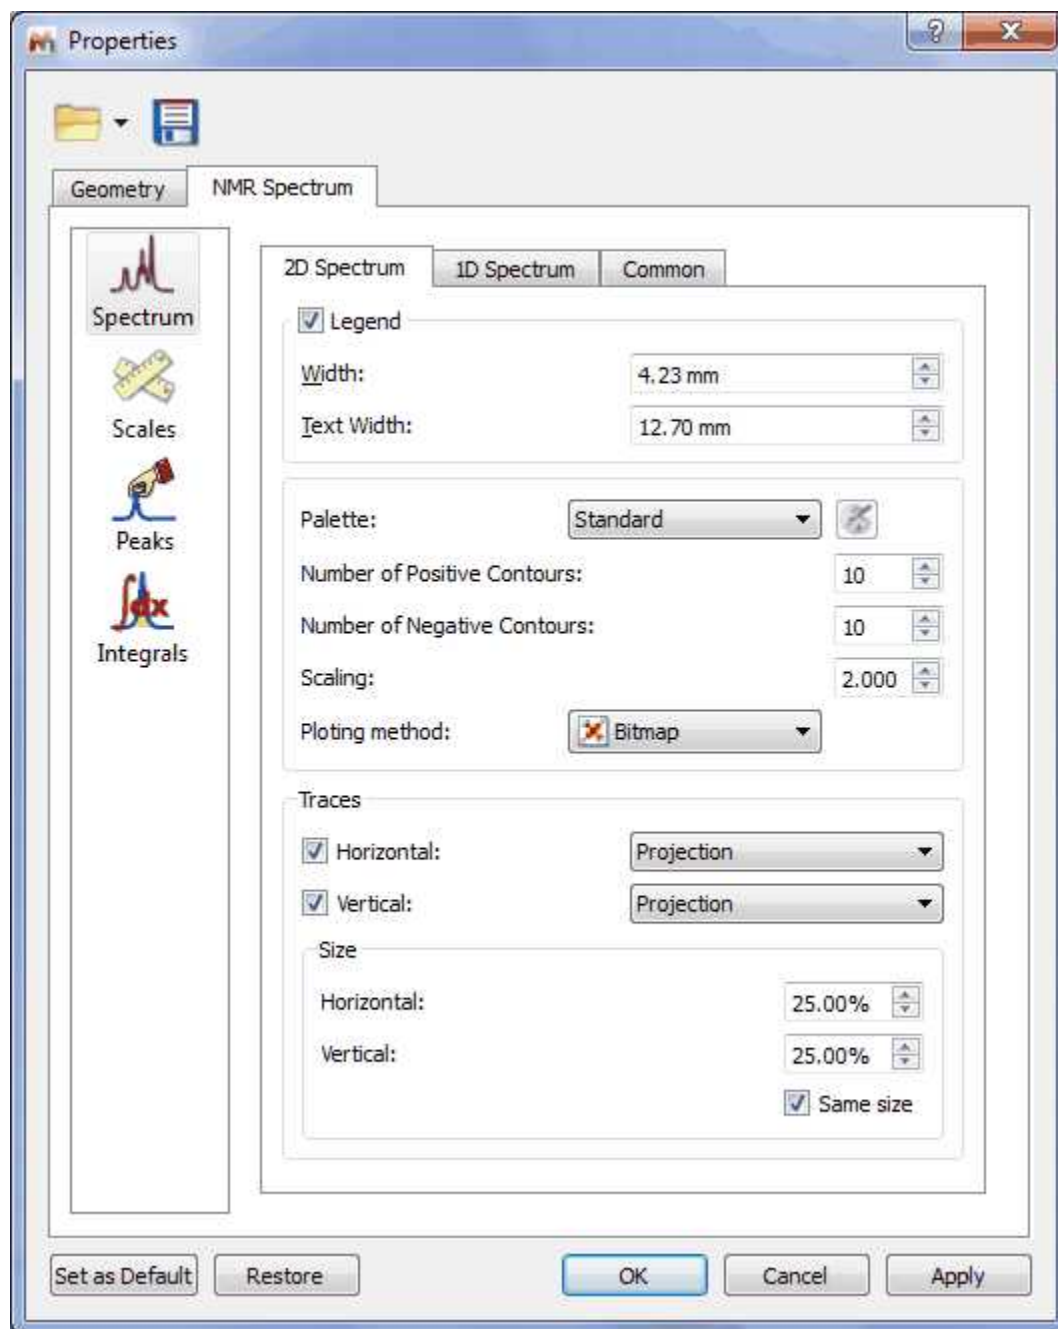 Properties
Geometry
NMR Spectrum
Spectrum
Scales
Peaks
Integrals
2D Spectrum
1D Spectrum
Common
Legend
Width:
4.23 mm
Text Width:
12.70 mm
Palette:
Standard
Number of Positive Contours:
10
Number of Negative Contours:
10
Scaling:
2.000
Ploting method:
Bitmap
Traces
Horizontal:
Projection
Vertical:
Projection
Size
Horizontal:
25.00%
Vertical:
25.00%
Same size
Set as Default
Restore
OK
Cancel
Apply